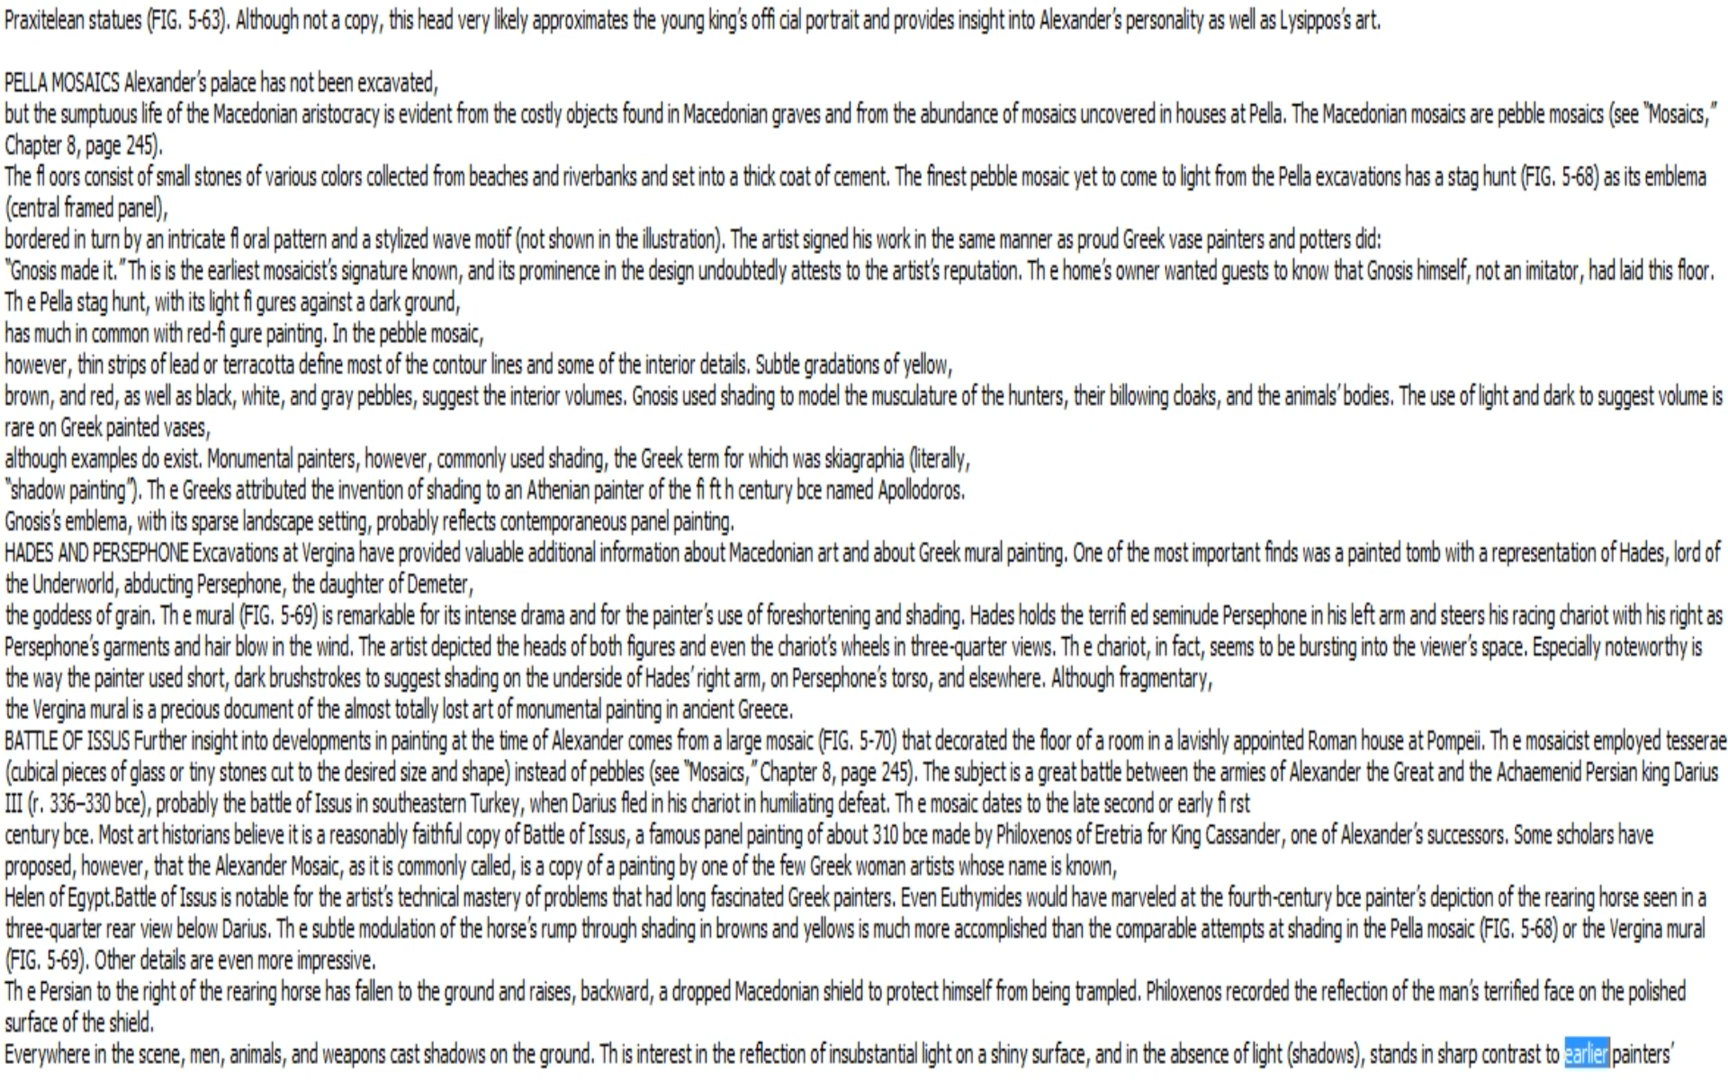 Praxitelean statues (FIG. 5-63). Although not a copy, this head very likely approximates the young king's offi cial portrait and provides insight into Alexander's personality as well as Lysippos's art.
PELLA MOSAICS Alexander's palace has not been excavated,
but the sumptuous life of the Macedonian aristocracy is evident from the costly objects found in Macedonian graves and from the abundance of mosaics uncovered in houses at Pella. The Macedonian mosaics are pebble mosaics (see “Mosaics,”
Chapter 8, page 245).
The fl oors consist of small stones of various colors collected from beaches and riverbanks and set into a thick coat of cement. The finest pebble mosaic yet to come to light from the Pella excavations has a stag hunt (FIG. 5-68) as its emblema
(central framed panel),
bordered in turn by an intricate fl oral pattern and a stylized wave motif (not shown in the illustration). The artist signed his work in the same manner as proud Greek vase painters and potters did:
“Gnosis made it.” Th is is the earliest mosaicist's signature known, and its prominence in the design undoubtedly attests to the artist's reputation. Th e home's owner wanted guests to know that Gnosis himself, not an imitator, had laid this floor.
Th e Pella stag hunt, with its light fi gures against a dark ground,
has much in common with red-fi gure painting. In the pebble mosaic,
however, thin strips of lead or terracotta define most of the contour lines and some of the interior details. Subtle gradations of yellow,
brown, and red, as well as black, white, and gray pebbles, suggest the interior volumes. Gnosis used shading to model the musculature of the hunters, their billowing cloaks, and the animals' bodies. The use of light and dark to suggest volume is
rare on Greek painted vases,
although examples do exist. Monumental painters, however, commonly used shading, the Greek term for which was skiagraphia (literally,
“shadow painting”). Th e Greeks attributed the invention of shading to an Athenian painter of the fi ft h century bce named Apollodoros.
Gnosis's emblema, with its sparse landscape setting, probably reflects contemporaneous panel painting.
HADES AND PERSEPHONE Excavations at Vergina have provided valuable additional information about Macedonian art and about Greek mural painting. One of the most important finds was a painted tomb with a representation of Hades, lord of
the Underworld, abducting Persephone, the daughter of Demeter,
the goddess of grain. Th e mural (FIG. 5-69) is remarkable for its intense drama and for the painter's use of foreshortening and shading. Hades holds the terrifi ed seminude Persephone in his left arm and steers his racing chariot with his right as
Persephone's garments and hair blow in the wind. The artist depicted the heads of both figures and even the chariot's wheels in three-quarter views. Th e chariot, in fact, seems to be bursting into the viewer's space. Especially noteworthy is
the way the painter used short, dark brushstrokes to suggest shading on the underside of Hades' right arm, on Persephone's torso, and elsewhere. Although fragmentary,
the Vergina mural is a precious document of the almost totally lost art of monumental painting in ancient Greece.
BATTLE OF ISSUS Further insight into developments in painting at the time of Alexander comes from a large mosaic (FIG. 5-70) that decorated the floor of a room in a lavishly appointed Roman house at Pompeii. Th e mosaicist employed tesserae
(cubical pieces of glass or tiny stones cut to the desired size and shape) instead of pebbles (see “Mosaics,” Chapter 8, page 245). The subject is a great battle between the armies of Alexander the Great and the Achaemenid Persian king Darius
III (r. 336–330 bce), probably the battle of Issus in southeastern Turkey, when Darius fled in his chariot in humiliating defeat. Th e mosaic dates to the late second or early fi rst
century bce. Most art historians believe it is a reasonably faithful copy of Battle of Issus, a famous panel painting of about 310 bce made by Philoxenos of Eretria for King Cassander, one of Alexander's successors. Some scholars have
proposed, however, that the Alexander Mosaic, as it is commonly called, is a copy of a painting by one of the few Greek woman artists whose name is known,
Helen of Egypt.Battle of Issus is notable for the artist's technical mastery of problems that had long fascinated Greek painters. Even Euthymides would have marveled at the fourth-century bce painter's depiction of the rearing horse seen in a
three-quarter rear view below Darius. Th e subtle modulation of the horse's rump through shading in browns and yellows is much more accomplished than the comparable attempts at shading in the Pella mosaic (FIG. 5-68) or the Vergina mural
(FIG. 5-69). Other details are even more impressive.
Th e Persian to the right of the rearing horse has fallen to the ground and raises, backward, a dropped Macedonian shield to protect himself from being trampled. Philoxenos recorded the reflection of the man's terrified face on the polished
surface of the shield.
Everywhere in the scene, men, animals, and weapons cast shadows on the ground. Th is interest in the reflection of insubstantial light on a shiny surface, and in the absence of light (shadows), stands in sharp contrast to earlier painters'